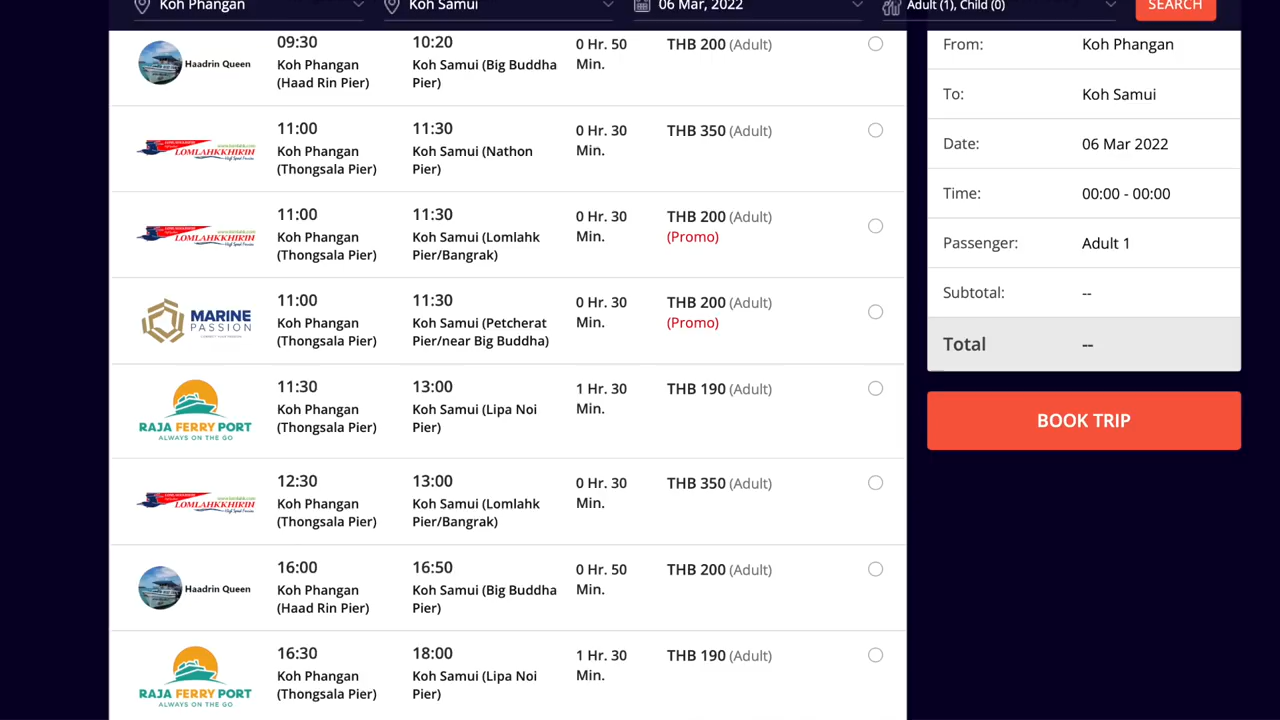 Koh Phangan
Koh Samui
06 Mar, 2022
Adult (1), Child (0)
SEARCH
Haadrin Queen
09:30
Koh Phangan
(Haad Rin Pier)
10:20
Koh Samui (Big Buddha
Pier)
0 Hr. 50
Min.
THB 200 (Adult)
LOMLAHKKHIRIN
11:00
Koh Phangan
(Thongsala Pier)
11:30
Koh Samui (Nathon
Pier)
0 Hr. 30
Min.
THB 350 (Adult)
LOMLAHKKHIRIN
11:00
Koh Phangan
(Thongsala Pier)
11:30
Koh Samui (Lomlahk
Pier/Bangrak)
0 Hr. 30
Min.
THB 200 (Adult)
(Promo)
MARINE
PASSION
11:00
Koh Phangan
(Thongsala Pier)
11:30
Koh Samui (Petcherat
Pier/near Big Buddha)
0 Hr. 30
Min.
THB 200 (Adult)
(Promo)
RAJA FERRY PORT
ALWAYS ON THE GO
11:30
Koh Phangan
(Thongsala Pier)
13:00
Koh Samui (Lipa Noi
Pier)
1 Hr. 30
Min.
THB 190 (Adult)
LOMLAHKKHIRIN
12:30
Koh Phangan
(Thongsala Pier)
13:00
Koh Samui (Lomlahk
Pier/Bangrak)
0 Hr. 30
Min.
THB 350 (Adult)
Haadrin Queen
16:00
Koh Phangan
(Haad Rin Pier)
16:50
Koh Samui (Big Buddha
Pier)
0 Hr. 50
Min.
THB 200 (Adult)
RAJA FERRY PORT
ALWAYS ON THE GO
16:30
Koh Phangan
(Thongsala Pier)
18:00
Koh Samui (Lipa Noi
Pier)
1 Hr. 30
Min.
THB 190 (Adult)
From: Koh Phangan
To: Koh Samui
Date: 06 Mar 2022
Time: 00:00 - 00:00
Passenger: Adult 1
Subtotal: --
Total --
BOOK TRIP